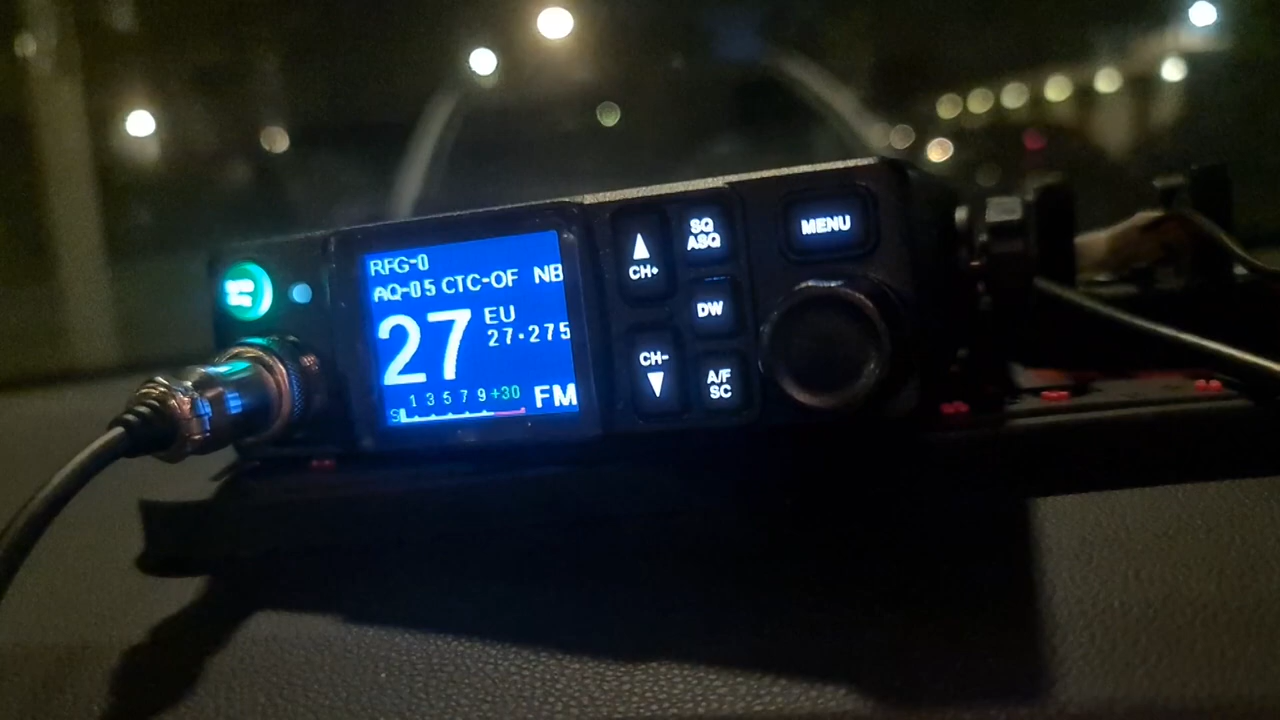 RFG-0
AQ-05 CTC-OF NB
27
EU
27.275
1 3 5 7 9 +30
S
FM
CH+
SQ
ASQ
DW
CH-
A/F
SC
MENU